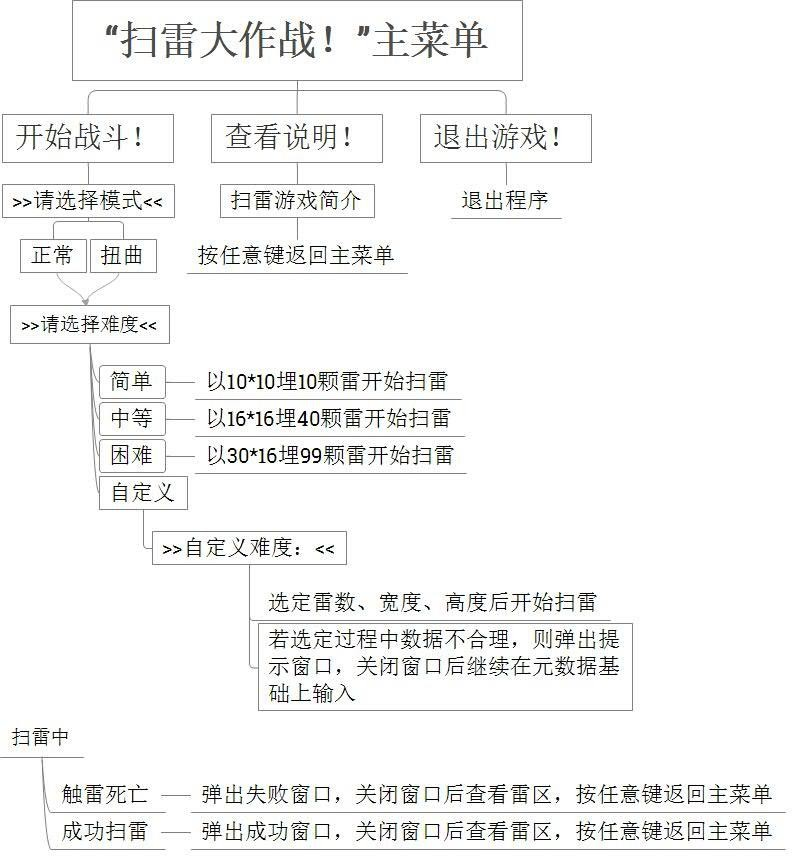 “扫雷大作战！”主菜单
开始战斗！
查看说明！
退出游戏！
>>请选择模式<<
扫雷游戏简介
退出程序
正常
扭曲
按任意键返回主菜单
>>请选择难度<<
简单
以10*10埋10颗雷开始扫雷
中等
以16*16埋40颗雷开始扫雷
困难
以30*16埋99颗雷开始扫雷
自定义
>>自定义难度：<<
选定雷数、宽度、高度后开始扫雷
若选定过程中数据不合理，则弹出提
示窗口，关闭窗口后继续在元数据基
础上输入
扫雷中
触雷死亡
弹出失败窗口，关闭窗口后查看雷区，按任意键返回主菜单
成功扫雷
弹出成功窗口，关闭窗口后查看雷区，按任意键返回主菜单